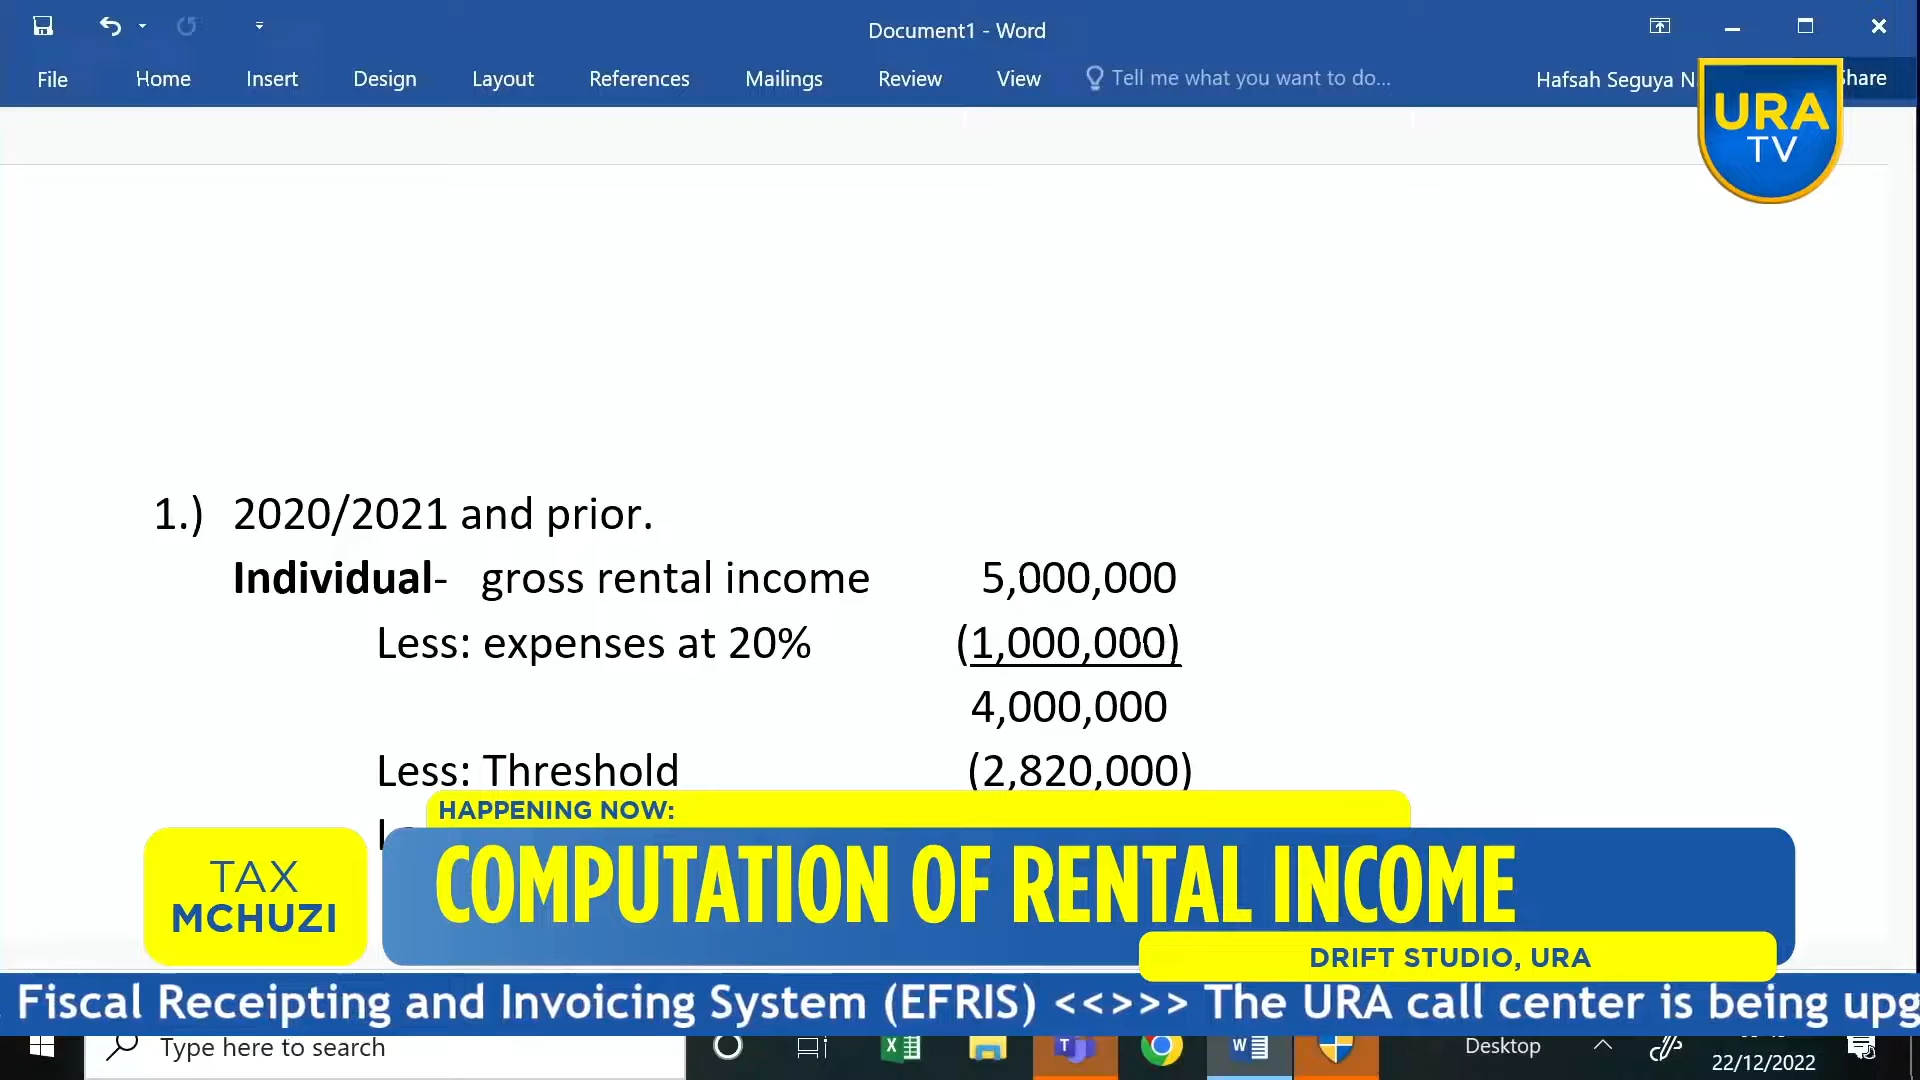 Document1 - Word
File Home Insert Design Layout References Mailings Review View Tell me what you want to do... Hafsah Seguya N
URA
TV
1.) 2020/2021 and prior.
Individual- gross rental income 5,000,000
Less: expenses at 20% (1,000,000)
4,000,000
Less: Threshold (2,820,000)
HAPPENING NOW:
TAX
MCHUZI
COMPUTATION OF RENTAL INCOME
DRIFT STUDIO, URA
Fiscal Receipting and Invoicing System (EFRIS) <<>>> The URA call center is being upg
Type here to search
Desktop
22/12/2022